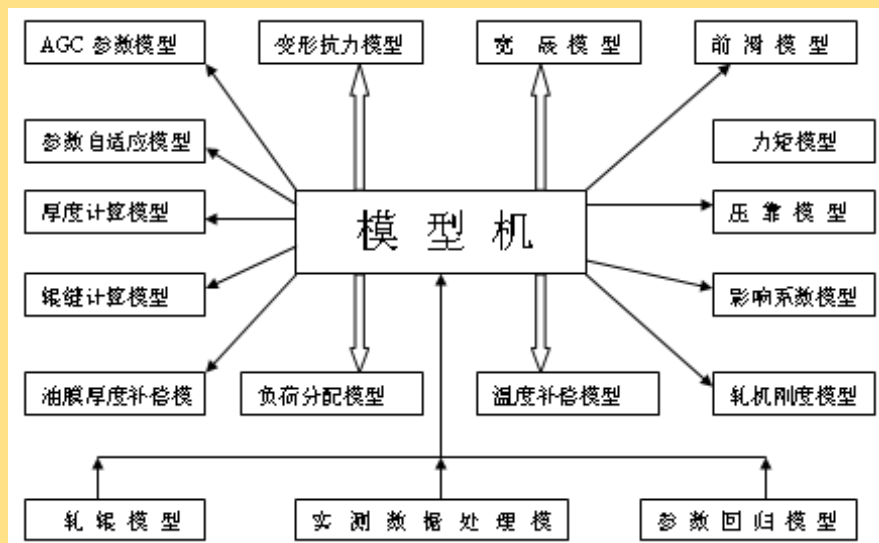 AGC 参数模型
变形抗力模型
宽 展 模 型
前 滑 模 型
参数自适应模型
力矩模型
厚度计算模型
模 型 机
压 靠 模 型
辊缝计算模型
影响系数模型
油膜厚度补偿模
负荷分配模型
温度补偿模型
轧机刚度模型
轧 辊 模 型
实 测 数 据 处 理 模
参 数 回 归 模 型